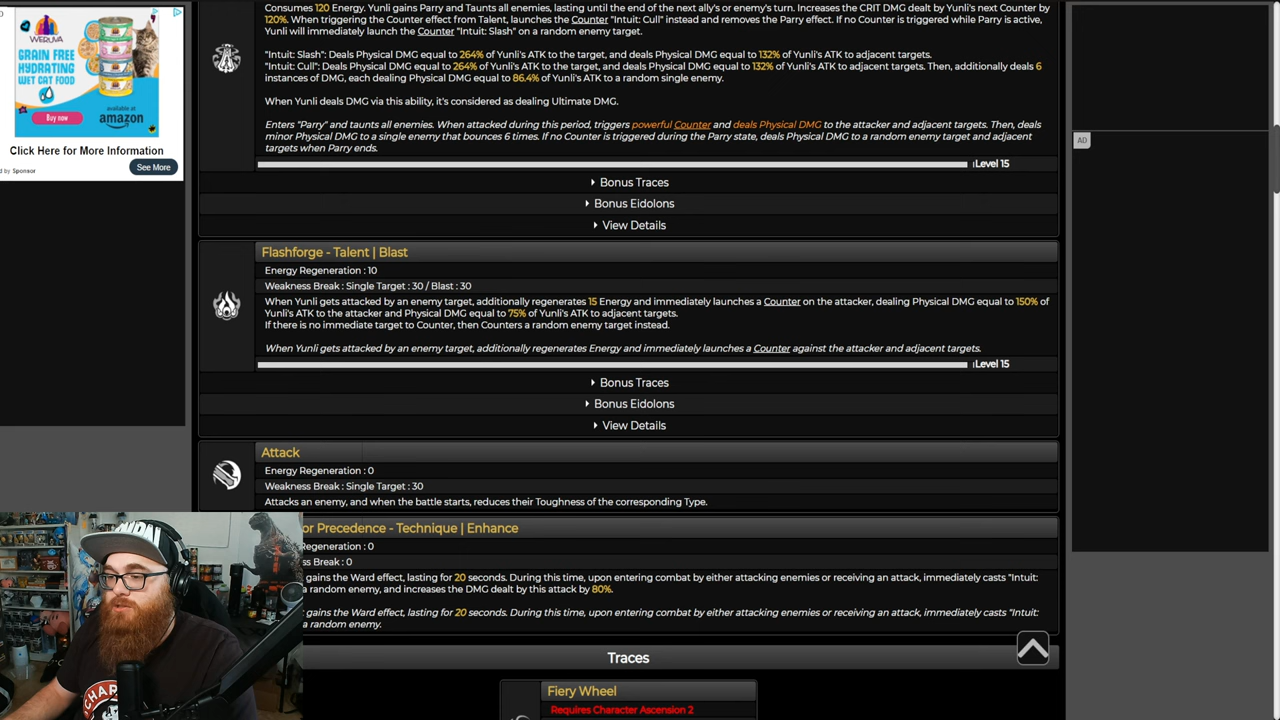 Consumes 120 Energy. Yunli gains Parry and Taunts all enemies, lasting until the end of the next ally's or enemy's turn. Increases the CRIT DMG dealt by Yunli's next Counter by
120%. When triggering the Counter effect from Talent, launches the Counter "Intuit: Cull" instead and removes the Parry effect. If no Counter is triggered while Parry is active,
Yunli will immediately launch the Counter "Intuit: Slash" on a random enemy target.
"Intuit: Slash": Deals Physical DMG equal to 264% of Yunli's ATK to the target, and deals Physical DMG equal to 132% of Yunli's ATK to adjacent targets.
"Intuit: Cull": Deals Physical DMG equal to 264% of Yunli's ATK to the target, and deals Physical DMG equal to 132% of Yunli's ATK to adjacent targets. Then, additionally deals 6
instances of DMG, each dealing Physical DMG equal to 86.4% of Yunli's ATK to a random single enemy.
When Yunli deals DMG via this ability, it's considered as dealing Ultimate DMG.
Enters "Parry" and taunts all enemies. When attacked during this period, triggers powerful Counter and deals Physical DMG to the attacker and adjacent targets. Then, deals
minor Physical DMG to a single enemy that bounces 6 times. If no Counter is triggered during the Parry state, deals Physical DMG to a random enemy target and adjacent
targets when Parry ends.
Level 15
Bonus Traces
Bonus Eidolons
View Details
WERUVA
GRAIN FREE
HYDRATING
WET CAT FOOD
Buy now
available at
amazon
Click Here for More Information
See More
d by Sponsor
AD
Flashforge - Talent | Blast
Energy Regeneration : 10
Weakness Break : Single Target : 30 / Blast : 30
When Yunli gets attacked by an enemy target, additionally regenerates 15 Energy and immediately launches a Counter on the attacker, dealing Physical DMG equal to 150% of
Yunli's ATK to the attacker and Physical DMG equal to 75% of Yunli's ATK to adjacent targets.
If there is no immediate target to Counter, then Counters a random enemy target instead.
When Yunli gets attacked by an enemy target, additionally regenerates Energy and immediately launches a Counter against the attacker and adjacent targets.
Level 15
Bonus Traces
Bonus Eidolons
View Details
Attack
Energy Regeneration : 0
Weakness Break : Single Target : 30
Attacks an enemy, and when the battle starts, reduces their Toughness of the corresponding Type.
or Precedence - Technique | Enhance
Regeneration : 0
ss Break : 0
gains the Ward effect, lasting for 20 seconds. During this time, upon entering combat by either attacking enemies or receiving an attack, immediately casts "Intuit:
a random enemy, and increases the DMG dealt by this attack by 80%.
gains the Ward effect, lasting for 20 seconds. During this time, upon entering combat by either attacking enemies or receiving an attack, immediately casts "Intuit:
a random enemy.
Traces
Fiery Wheel
Requires Character Ascension 2